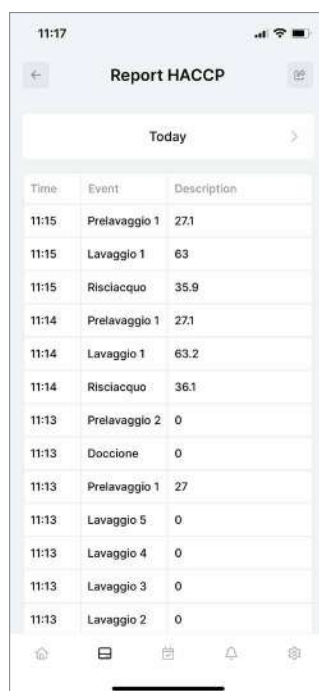 11:17
Report HACCP
Today
Time Event Description
11:15 Prelavaggio 1 27.1
11:15 Lavaggio 1 63
11:15 Risciacquo 35.9
11:14 Prelavaggio 1 27.1
11:14 Lavaggio 1 63.2
11:14 Risciacquo 36.1
11:13 Prelavaggio 2 0
11:13 Doccione 0
11:13 Prelavaggio 1 27
11:13 Lavaggio 5 0
11:13 Lavaggio 4 0
11:13 Lavaggio 3 0
11:13 Lavaggio 2 0